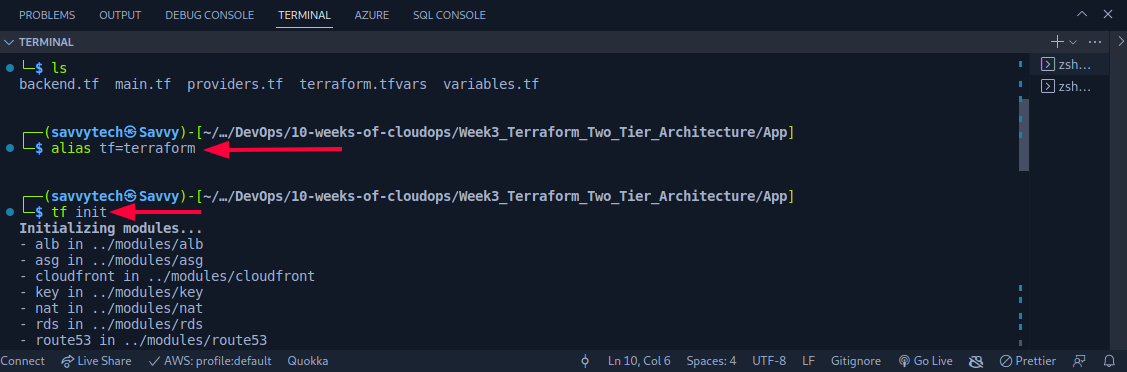 PROBLEMS OUTPUT DEBUG CONSOLE TERMINAL AZURE SQL CONSOLE
TERMINAL
└─$ ls
backend.tf main.tf providers.tf terraform.tfvars variables.tf
┌──(savvytech㉿Savvy)-[~/…/DevOps/10-weeks-of-cloudops/Week3_Terraform_Two_Tier_Architecture/App]
└─$ alias tf=terraform
┌──(savvytech㉿Savvy)-[~/…/DevOps/10-weeks-of-cloudops/Week3_Terraform_Two_Tier_Architecture/App]
└─$ tf init
Initializing modules...
- alb in ../modules/alb
- asg in ../modules/asg
- cloudfront in ../modules/cloudfront
- key in ../modules/key
- nat in ../modules/nat
- rds in ../modules/rds
- route53 in ../modules/route53
zsh...
zsh...
Connect Live Share AWS: profile:default Quokka Ln 10, Col 6 Spaces: 4 UTF-8 LF Gitignore Go Live Prettier